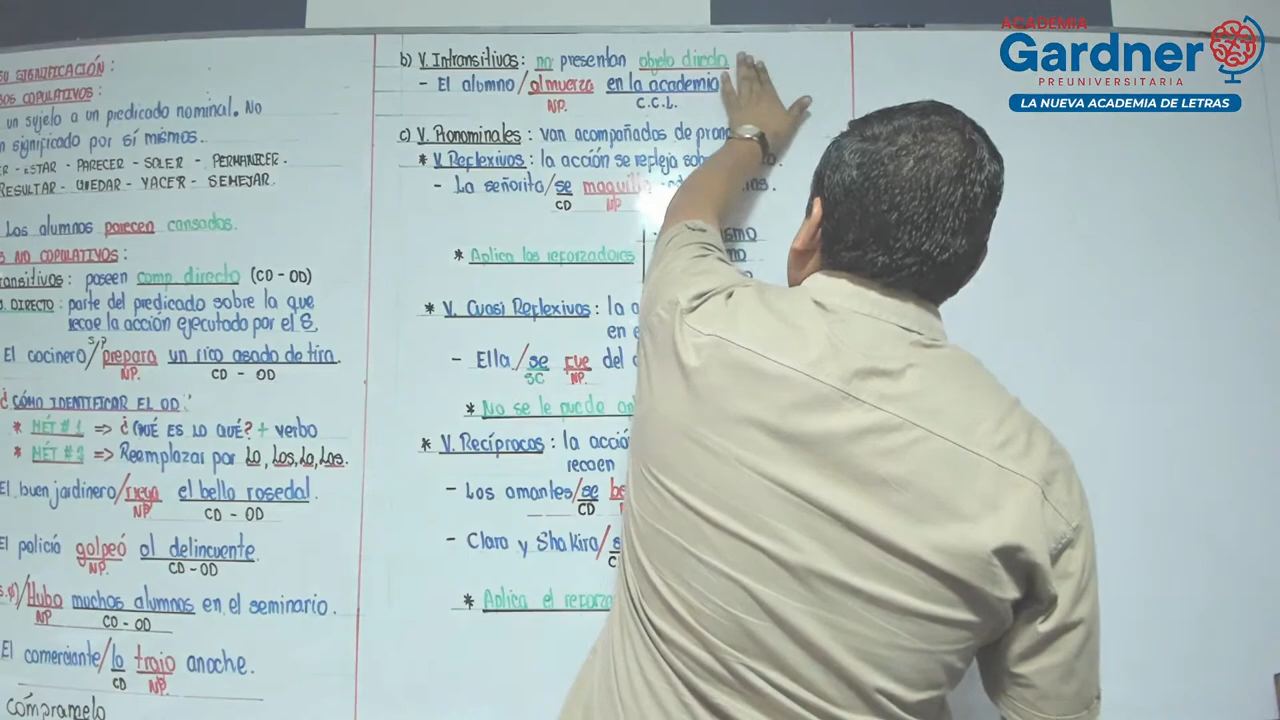 SU SIGNIFICACIÓN:
BOS COPULATIVOS:
un sujeto a un predicado nominal. No
n significado por sí mismos.
ER - ESTAR - PARECER - SOLER - PERMANECER.
RESULTAR - QUEDAR - YACER - SEMEJAR.
Los alumnos parecen cansados.
S NO COPULATIVOS:
ransitivos: poseen comp. directo (CD - OD)
O. DIRECTO: parte del predicado sobre la que
recae la acción ejecutada por el S.
El cocinero / prepara un rico asado de tira.
S/P
NP. CD - OD
¿CÓMO IDENTIFICAR EL OD:
* MÉT # 1 => ¿QUÉ ES LO QUÉ? + verbo
* MÉT # 2 => Reemplazar por lo, los, la, las.
El buen jardinero / riega el bello rosedal.
NP. CD - OD
El policía golpeó al delincuente.
NP. CD - OD
/Hubo muchos alumnos en el seminario.
NP CD - OD
El comerciante / lo trajo anoche.
CD NP.
cómpramelo
b) V. Intransitivos: no presentan objeto directo
- El alumno / almuerza en la academia
NP. C.C.L.
c) V. Pronominales: van acompañados de pron
* V. Reflexivos: la acción se refleja sob
- La señorita / se maquilla
CD NP
* Aplica los reforzadores
* V. Cuasi Reflexivos: la a
en e
- Ella / se fue del
SC NP.
* No se le puede
* V. Recíprocos: la acció
recaen
- Los amantes / se be
CD
- Clara y Shakira / s
* Aplica el reforza
ACADEMIA
Gardner
PREUNIVERSITARIA
LA NUEVA ACADEMIA DE LETRAS